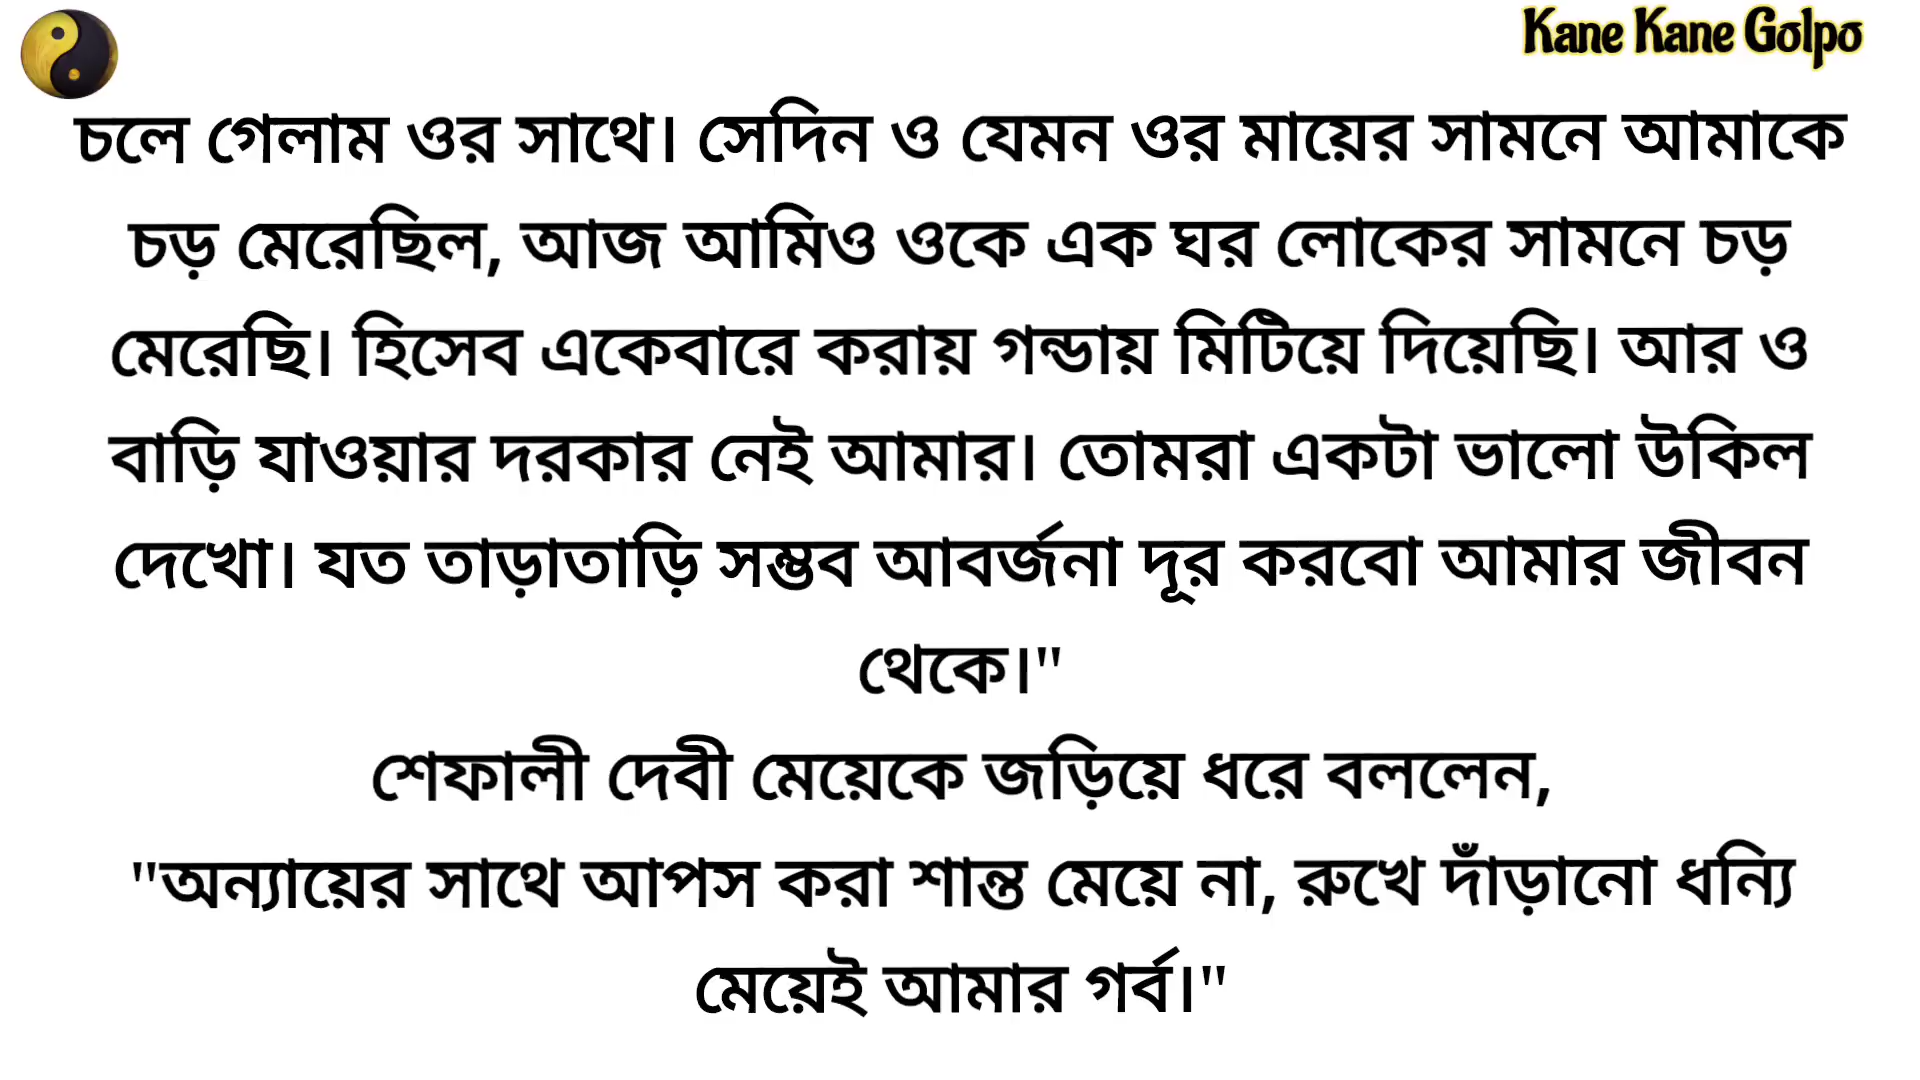 Kane Kane Golpo
চলে গেলাম ওর সাথে। সেদিন ও যেমন ওর মায়ের সামনে আমাকে
চড় মেরেছিল, আজ আমিও ওকে এক ঘর লোকের সামনে চড়
মেরেছি। হিসেব একেবারে করায় গন্ডায় মিটিয়ে দিয়েছি। আর ও
বাড়ি যাওয়ার দরকার নেই আমার। তোমরা একটা ভালো উকিল
দেখো। যত তাড়াতাড়ি সম্ভব আবর্জনা দূর করবো আমার জীবন
থেকে।"
শেফালী দেবী মেয়েকে জড়িয়ে ধরে বললেন,
"অন্যায়ের সাথে আপস করা শান্ত মেয়ে না, রুখে দাঁড়ানো ধন্যি
মেয়েই আমার গর্ব।"